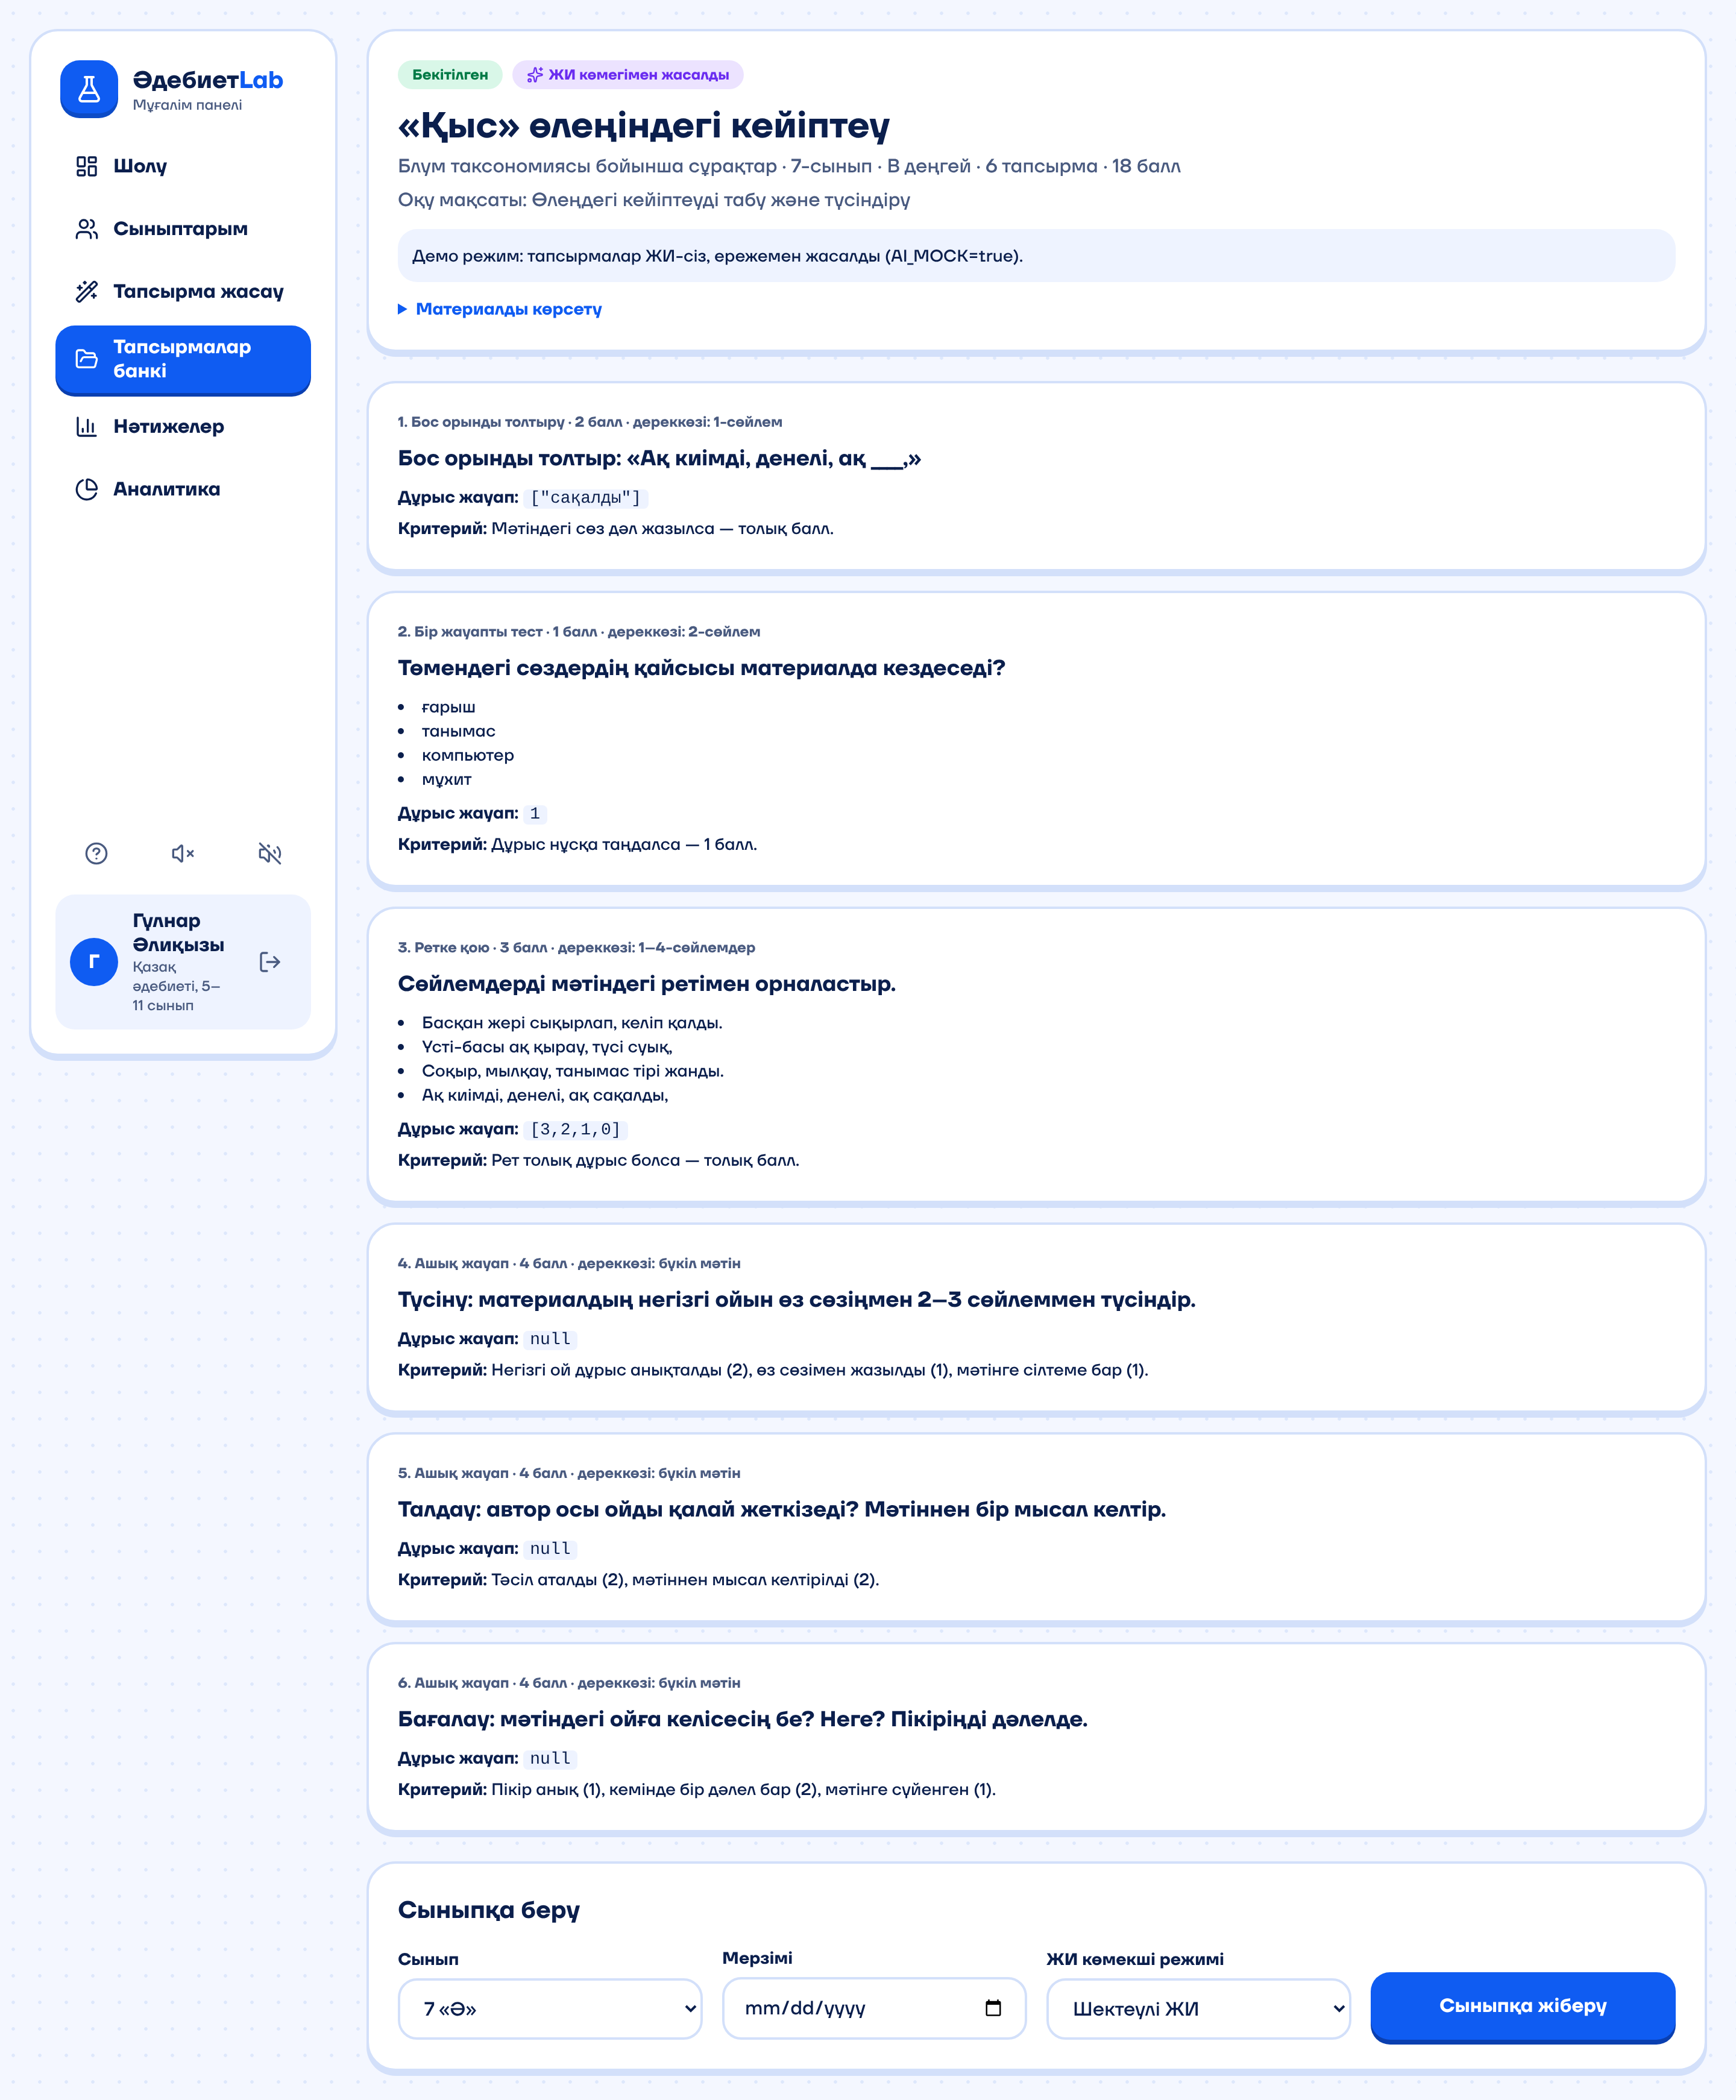 ӘдебиетLab
Мұғалім панелі
Шолу
Сыныптарым
Тапсырма жасау
Тапсырмалар
банкі
Нәтижелер
Аналитика
Г
Гүлнар
Әлиқызы
Қазақ
әдебиеті, 5–
11 сынып
Бекітілген
ЖИ көмегімен жасалды
«Қыс» өлеңіндегі кейіптеу
Блум таксономиясы бойынша сұрақтар · 7-сынып · B деңгей · 6 тапсырма · 18 балл
Оқу мақсаты: Өлеңдегі кейіптеуді табу және түсіндіру
Демо режим: тапсырмалар ЖИ-сіз, ережемен жасалды (AI_MOCK=true).
Материалды көрсету
1. Бос орынды толтыру · 2 балл · дереккөзі: 1-сөйлем
Бос орынды толтыр: «Ақ киімді, денелі, ақ ___,»
Дұрыс жауап: ["сақалды"]
Критерий: Мәтіндегі сөз дәл жазылса — толық балл.
2. Бір жауапты тест · 1 балл · дереккөзі: 2-сөйлем
Төмендегі сөздердің қайсысы материалда кездеседі?
ғарыш
танымас
компьютер
мұхит
Дұрыс жауап: 1
Критерий: Дұрыс нұсқа таңдалса — 1 балл.
3. Ретке қою · 3 балл · дереккөзі: 1–4-сөйлемдер
Сөйлемдерді мәтіндегі ретімен орналастыр.
Басқан жері сықырлап, келіп қалды.
Үсті-басы ақ қырау, түсі суық,
Соқыр, мылқау, танымас тірі жанды.
Ақ киімді, денелі, ақ сақалды,
Дұрыс жауап: [3,2,1,0]
Критерий: Рет толық дұрыс болса — толық балл.
4. Ашық жауап · 4 балл · дереккөзі: бүкіл мәтін
Түсіну: материалдың негізгі ойын өз сөзіңмен 2–3 сөйлеммен түсіндір.
Дұрыс жауап: null
Критерий: Негізгі ой дұрыс анықталды (2), өз сөзімен жазылды (1), мәтінге сілтеме бар (1).
5. Ашық жауап · 4 балл · дереккөзі: бүкіл мәтін
Талдау: автор осы ойды қалай жеткізеді? Мәтіннен бір мысал келтір.
Дұрыс жауап: null
Критерий: Тәсіл аталды (2), мәтіннен мысал келтірілді (2).
6. Ашық жауап · 4 балл · дереккөзі: бүкіл мәтін
Бағалау: мәтіндегі ойға келісесің бе? Неге? Пікіріңді дәлелде.
Дұрыс жауап: null
Критерий: Пікір анық (1), кемінде бір дәлел бар (2), мәтінге сүйенген (1).
Сыныпқа беру
Сынып
Мерзімі
ЖИ көмекші режимі
7 «Ә»
mm/dd/yyyy
Шектеулі ЖИ
Сыныпқа жіберу